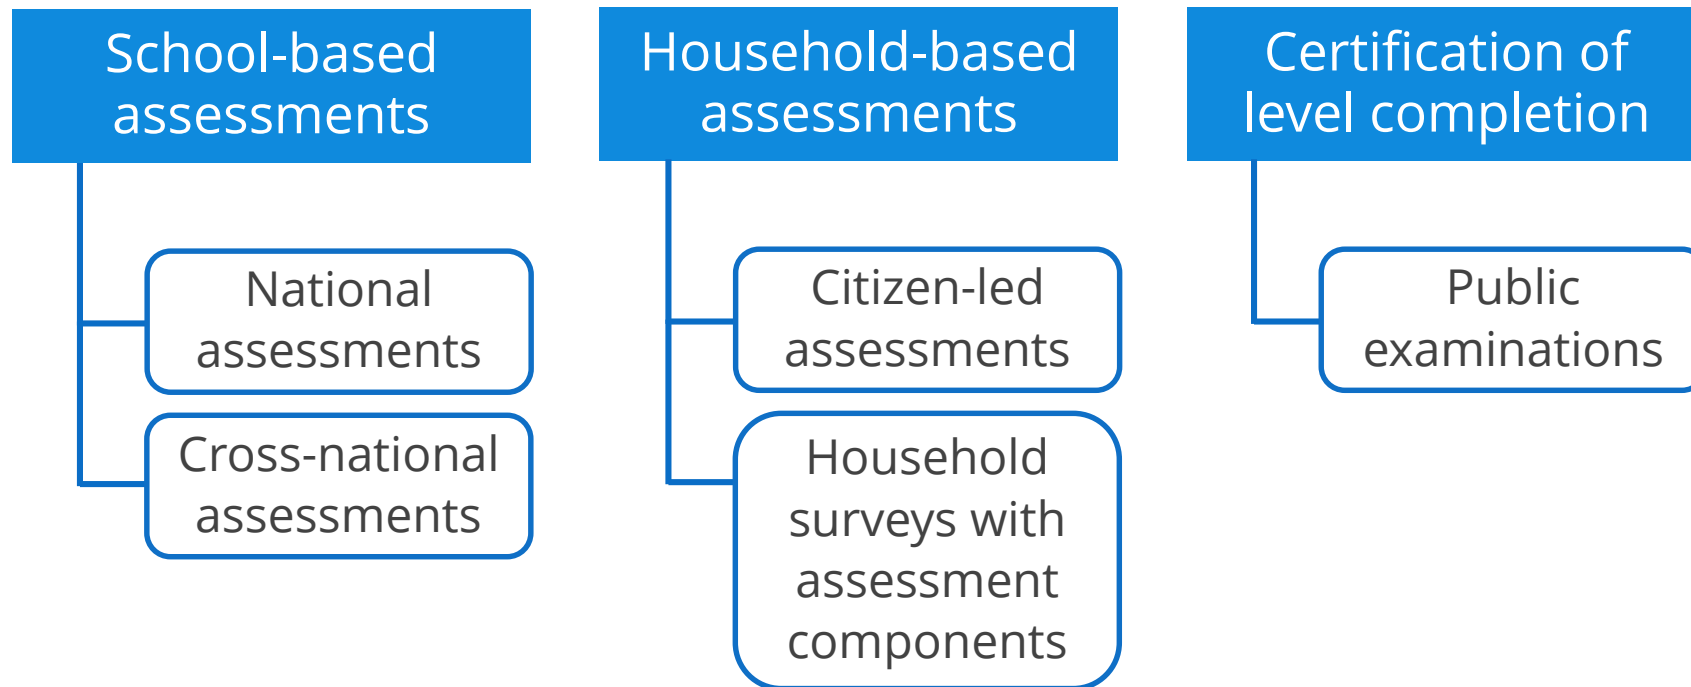 School-based
assessments
National
assessments
Cross-national
assessments
Household-based
assessments
Citizen-led
assessments
Household
surveys with
assessment
components
Certification of
level completion
Public
examinations